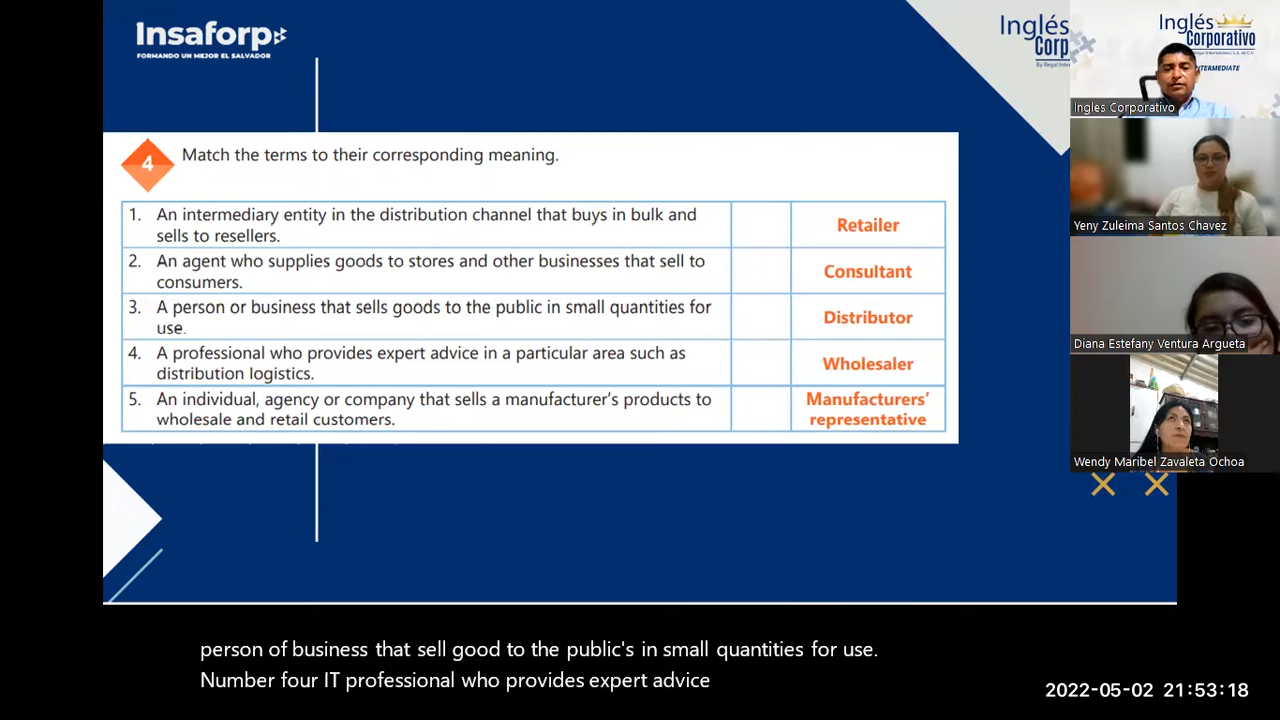 Insaforp
FORMANDO UN MEJOR EL SALVADOR
Inglés
Corp
Inglés
Corporativo
INTERMEDIATE
Ingles Corporativo
4
Match the terms to their corresponding meaning.
1. An intermediary entity in the distribution channel that buys in bulk and
sells to resellers.
Retailer
2. An agent who supplies goods to stores and other businesses that sell to
consumers.
Consultant
3. A person or business that sells goods to the public in small quantities for
use.
Distributor
4. A professional who provides expert advice in a particular area such as
distribution logistics.
Wholesaler
5. An individual, agency or company that sells a manufacturer's products to
wholesale and retail customers.
Manufacturers'
representative
Yeny Zuleima Santos Chavez
Diana Estefany Ventura Argueta
Wendy Maribel Zavaleta Ochoa
person of business that sell good to the public's in small quantities for use.
Number four IT professional who provides expert advice
2022-05-02 21:53:18